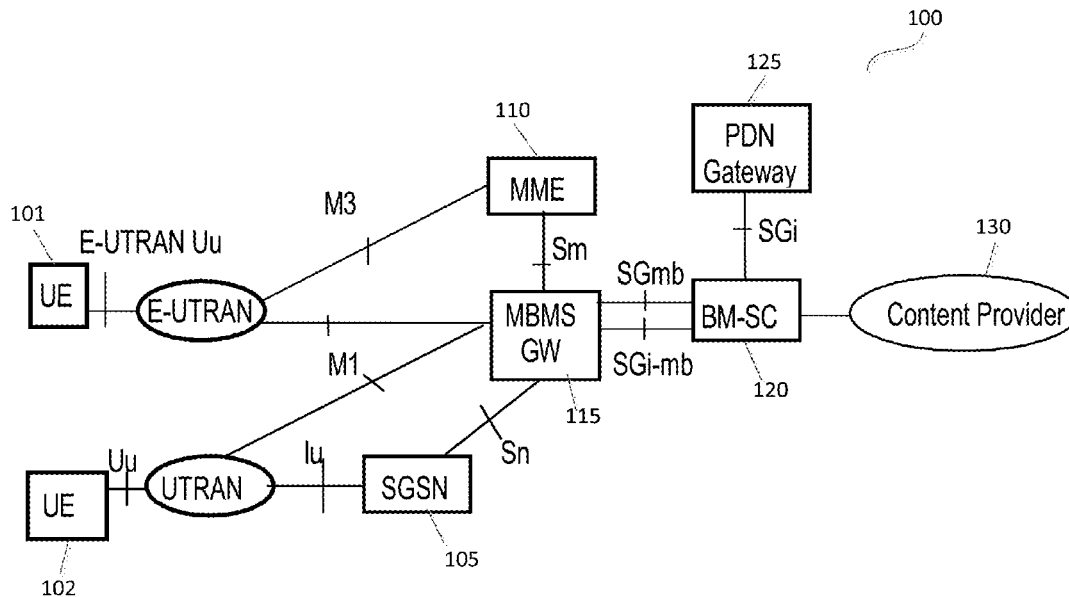 100
125
PDN
Gateway
110
MME
M3
101
E-UTRAN Uu
SGi
130
Sm
SGmb
UE
E-UTRAN
MBMS
GW
BM-SC
Content Provider
M1
SGi-mb
120
115
Sn
Uu
Iu
UE
UTRAN
SGSN
102
105